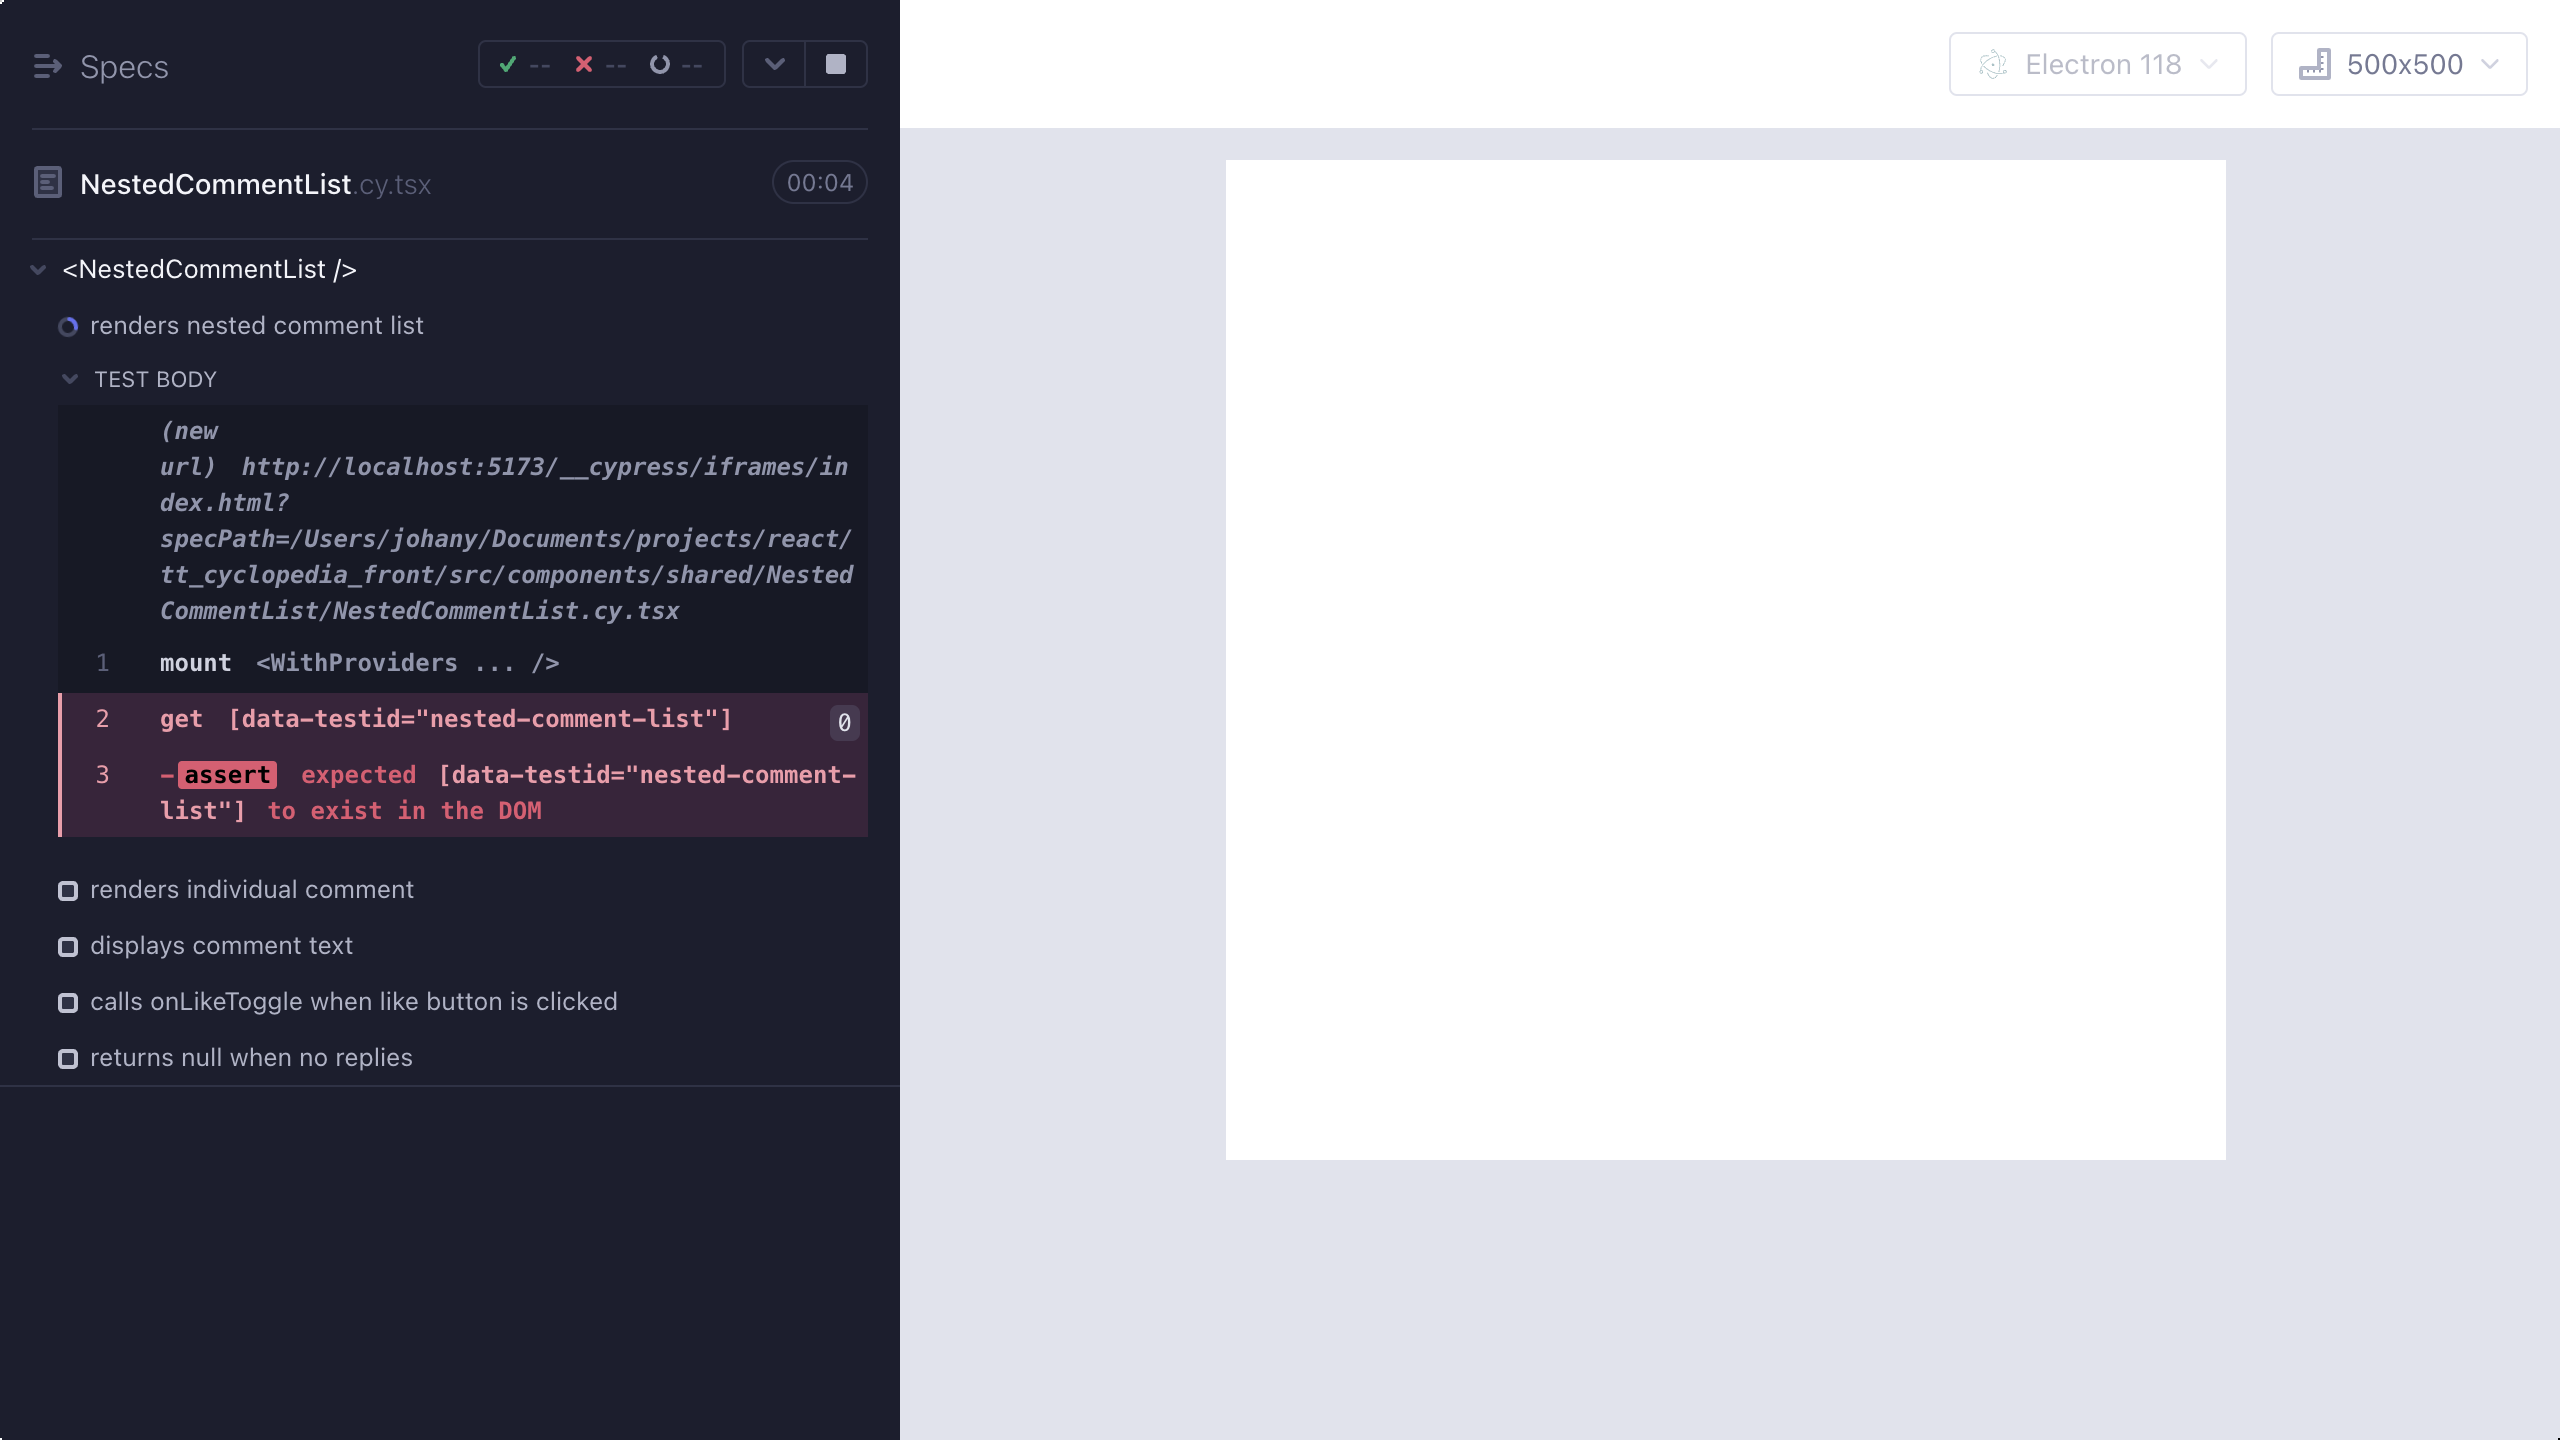 Specs
-- -- --
Electron 118
500x500
NestedCommentList.cy.tsx
00:04
<NestedCommentList />
renders nested comment list
TEST BODY
(new
url) http://localhost:5173/__cypress/iframes/in
dex.html?
specPath=/Users/johany/Documents/projects/react/
tt_cyclopedia_front/src/components/shared/Nested
CommentList/NestedCommentList.cy.tsx
1 mount <WithProviders ... />
2 get [data-testid="nested-comment-list"] 0
3 -assert expected [data-testid="nested-comment-
list"] to exist in the DOM
renders individual comment
displays comment text
calls onLikeToggle when like button is clicked
returns null when no replies